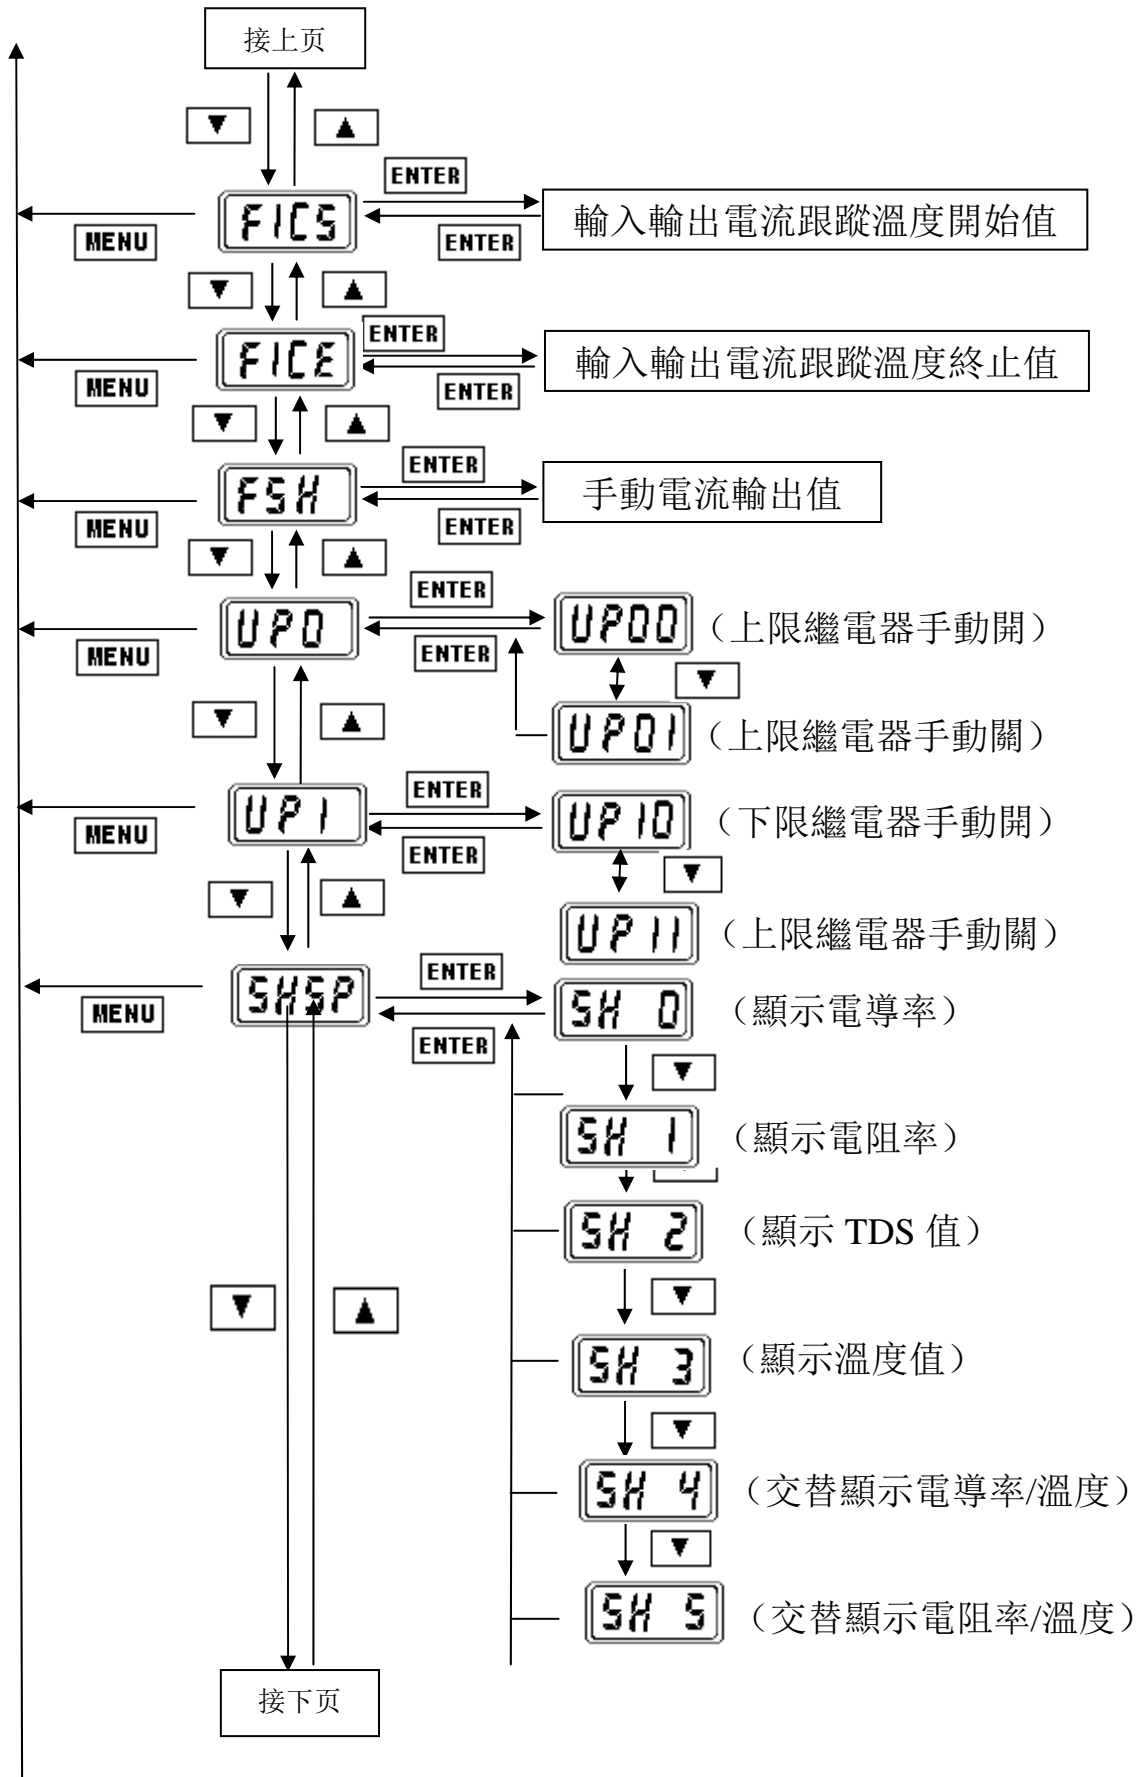 接上页
▼ ▲
ENTER
FICS
輸入輸出電流跟蹤溫度開始值
MENU
ENTER
▼ ▲
ENTER
FICE
輸入輸出電流跟蹤溫度終止值
MENU
ENTER
▼ ▲
ENTER
FSH
手動電流輸出值
MENU
ENTER
▼ ▲
ENTER
UP0
UP00 (上限繼電器手動開)
MENU
ENTER
▼
▼ ▲
UP01 (上限繼電器手動關)
ENTER
UP1
UP10 (下限繼電器手動開)
MENU
ENTER
▼
▼ ▲
UP11 (上限繼電器手動關)
ENTER
SHSP
SH 0 (顯示電導率)
MENU
ENTER
▼
SH 1 (顯示電阻率)
SH 2 (顯示 TDS 值)
▼ ▲
▼
SH 3 (顯示溫度值)
▼
SH 4 (交替顯示電導率/溫度)
▼
SH 5 (交替顯示電阻率/溫度)
接下页